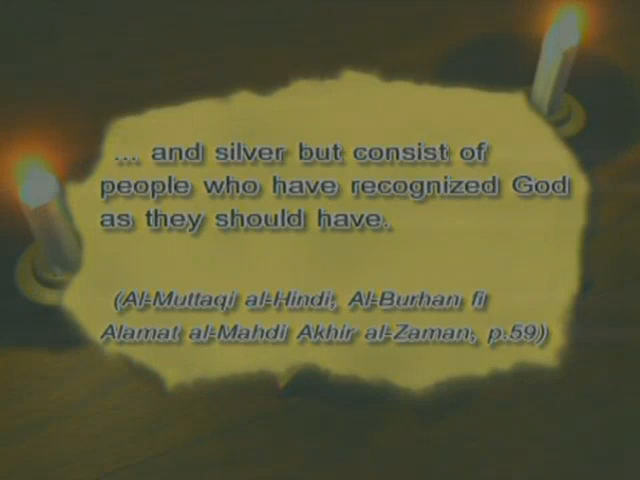 ... and silver but consist of
people who have recognized God
as they should have.
(Al-Muttaqi al-Hindi, Al-Burhan fi
Alamat al-Mahdi Akhir al-Zaman, p.59))